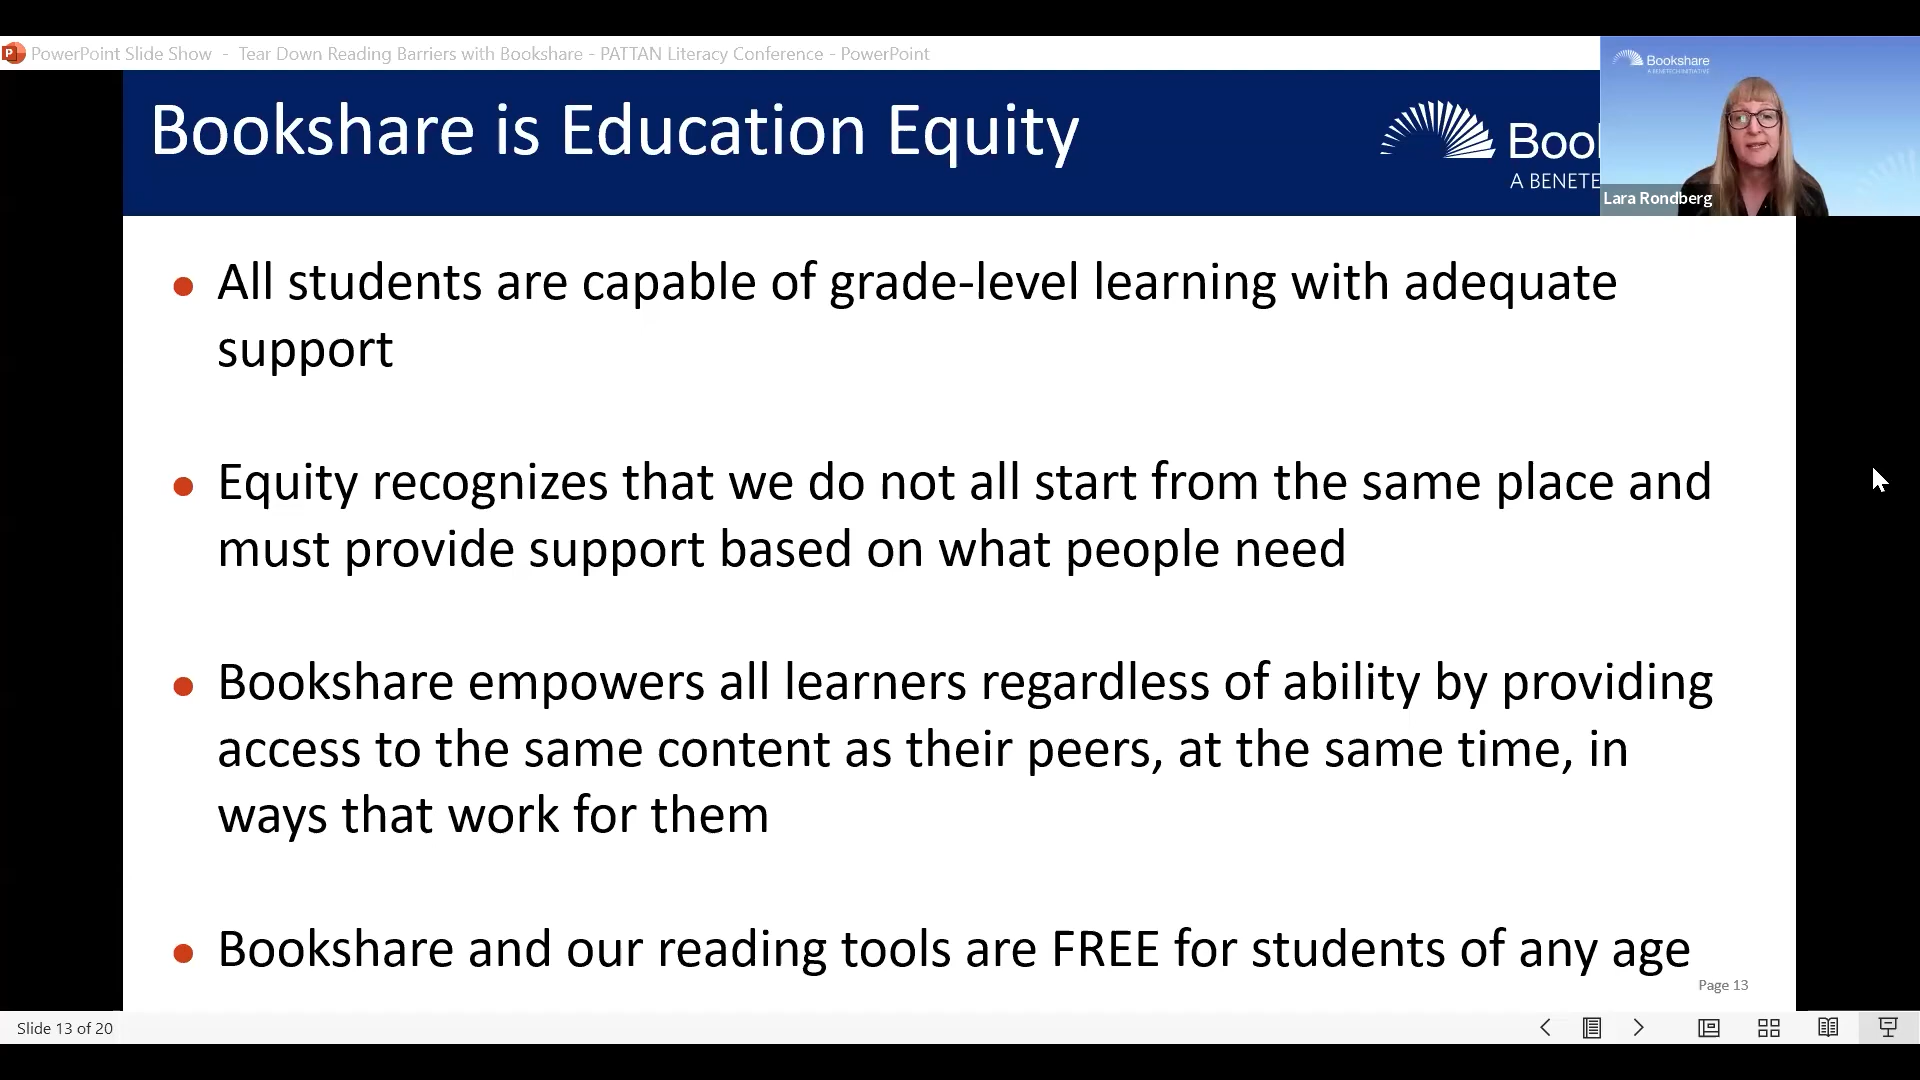 PowerPoint Slide Show - Tear Down Reading Barriers with Bookshare - PATTAN Literacy Conference - PowerPoint
Bookshare is Education Equity
Boo
A BENETE
Bookshare
A BENETECH INITIATIVE
Lara Rondberg
All students are capable of grade-level learning with adequate
support
Equity recognizes that we do not all start from the same place and
must provide support based on what people need
Bookshare empowers all learners regardless of ability by providing
access to the same content as their peers, at the same time, in
ways that work for them
Bookshare and our reading tools are FREE for students of any age
Page 13
Slide 13 of 20